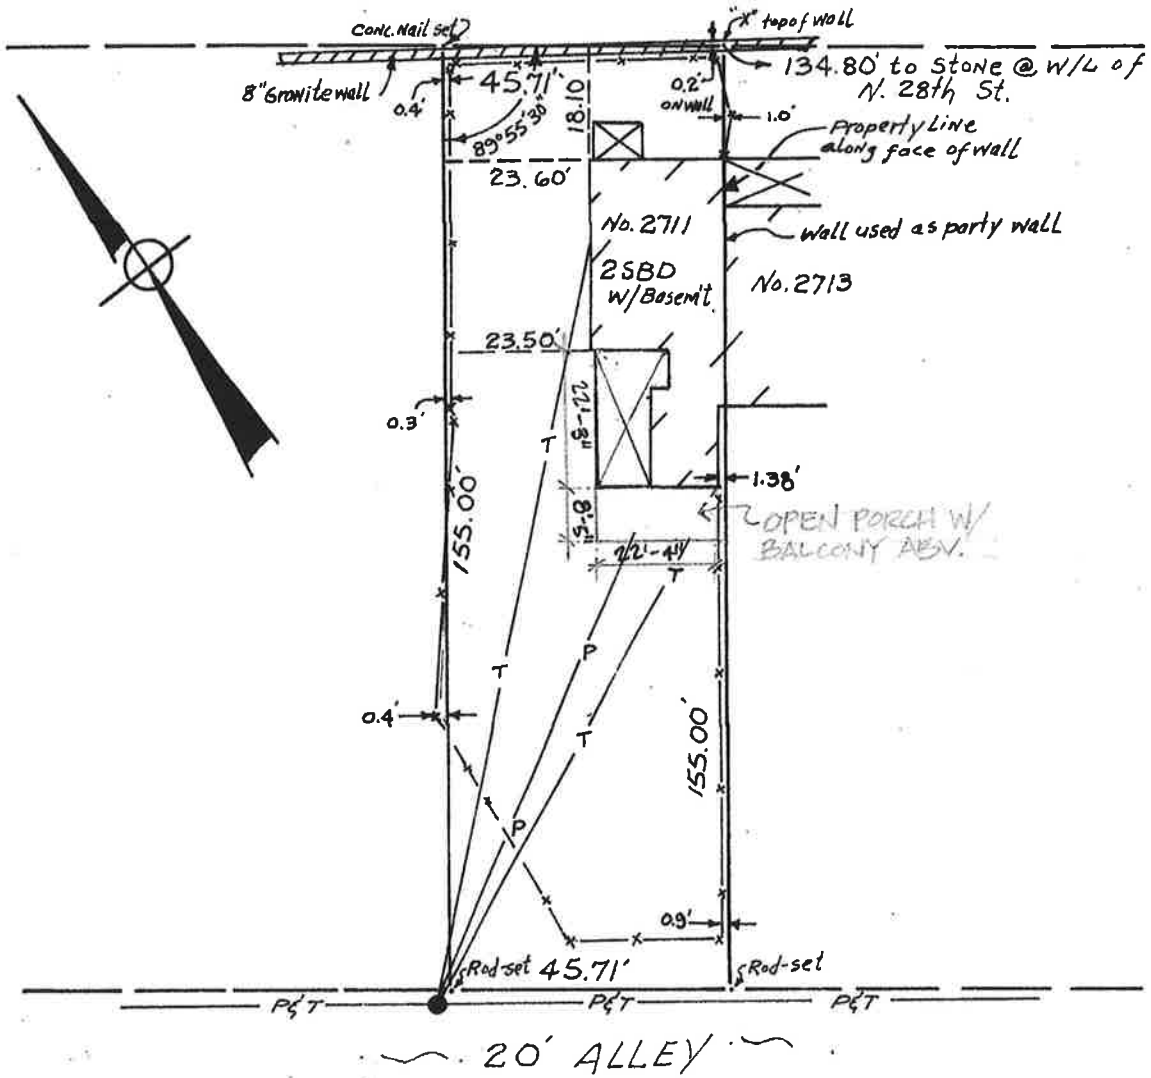 Conc. Nail set
"X" top of wall
8" Granite wall
0.4'
45.71'
89°55'30"
18.10
0.2'
on wall
134.80' to Stone @ W/L of
N. 28th St.
1.0'
Property Line
along face of wall
23.60'
No. 2711
Wall used as party wall
2SBD
W/Basem't.
No. 2713
23.50'
22'-8"
0.3'
T
1.38'
8'-5"
OPEN PORCH W/
BALCONY ABV.
155.00'
22'-4"
T
P
T
0.4'
T
155.00'
P
0.9'
Rod-set
45.71'
Rod-set
P&T
P&T
P&T
20' ALLEY